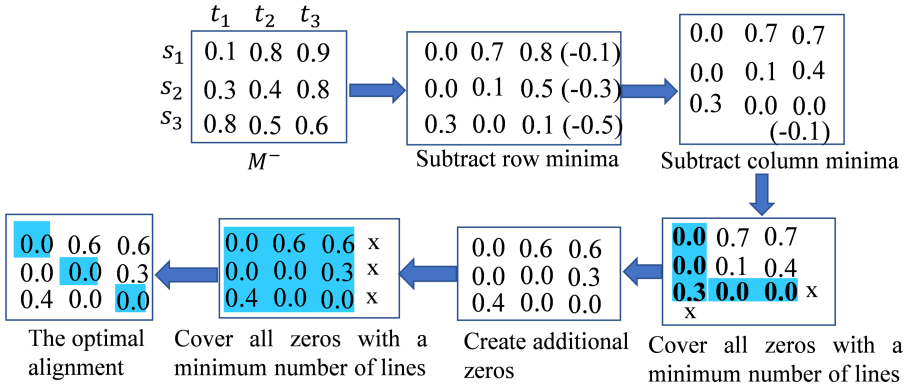 t₁ t₂ t₃
s₁ 0.1 0.8 0.9
s₂ 0.3 0.4 0.8
s₃ 0.8 0.5 0.6
M⁻
0.0 0.7 0.8 (-0.1)
0.0 0.1 0.5 (-0.3)
0.3 0.0 0.1 (-0.5)
Subtract row minima
0.0 0.7 0.7
0.0 0.1 0.4
0.3 0.0 0.0
(-0.1)
Subtract column minima
0.0 0.6 0.6
0.0 0.0 0.3
0.4 0.0 0.0
The optimal
alignment
0.0 0.6 0.6 x
0.0 0.0 0.3 x
0.4 0.0 0.0 x
Cover all zeros with a
minimum number of lines
0.0 0.6 0.6
0.0 0.0 0.3
0.4 0.0 0.0
Create additional
zeros
0.0 0.7 0.7
0.0 0.1 0.4
0.3 0.0 0.0 x
x
Cover all zeros with a
minimum number of lines